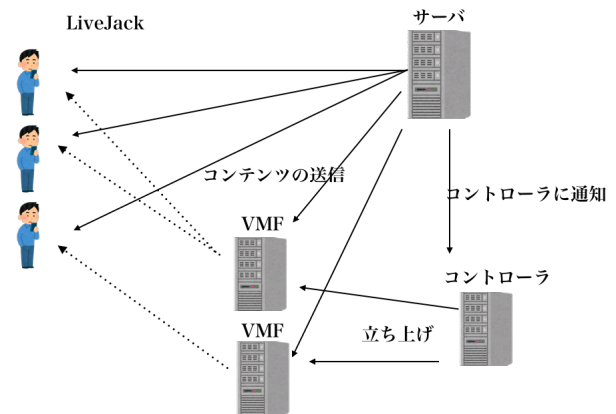 LiveJack
サーバ
コンテンツの送信
コントローラに通知
VMF
コントローラ
VMF
立ち上げ